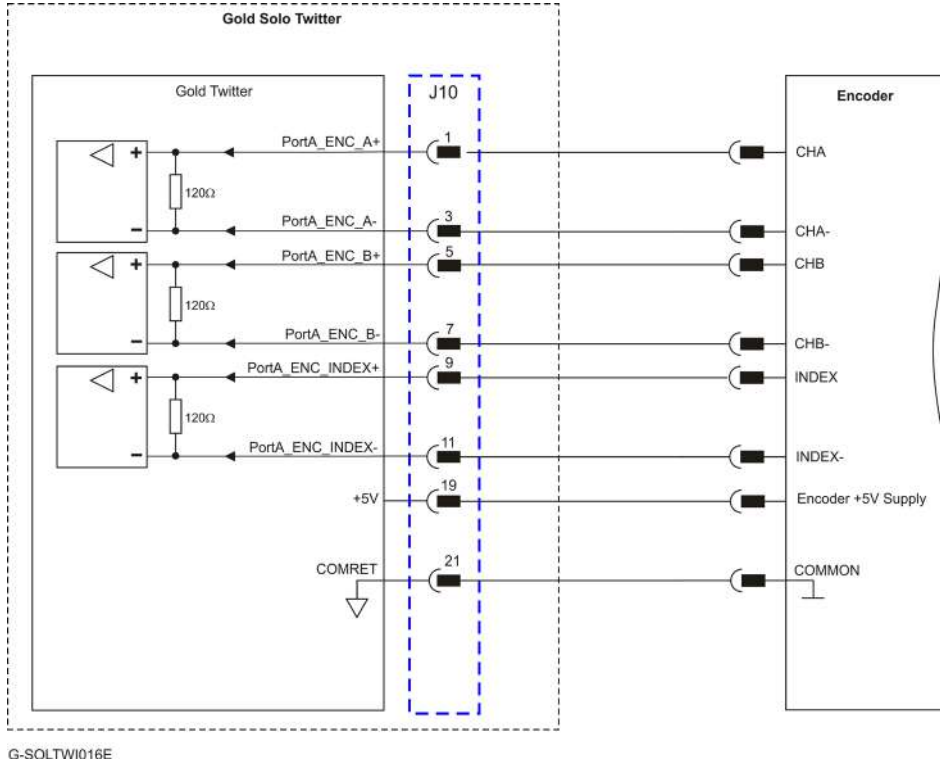 Gold Solo Twitter
Gold Twitter
J10
Encoder
PortA_ENC_A+
1
CHA
120Ω
PortA_ENC_A-
3
CHA-
PortA_ENC_B+
5
CHB
120Ω
PortA_ENC_B-
7
CHB-
PortA_ENC_INDEX+
9
INDEX
120Ω
PortA_ENC_INDEX-
11
INDEX-
+5V
19
Encoder +5V Supply
COMRET
21
COMMON
G-SOLTWI016E